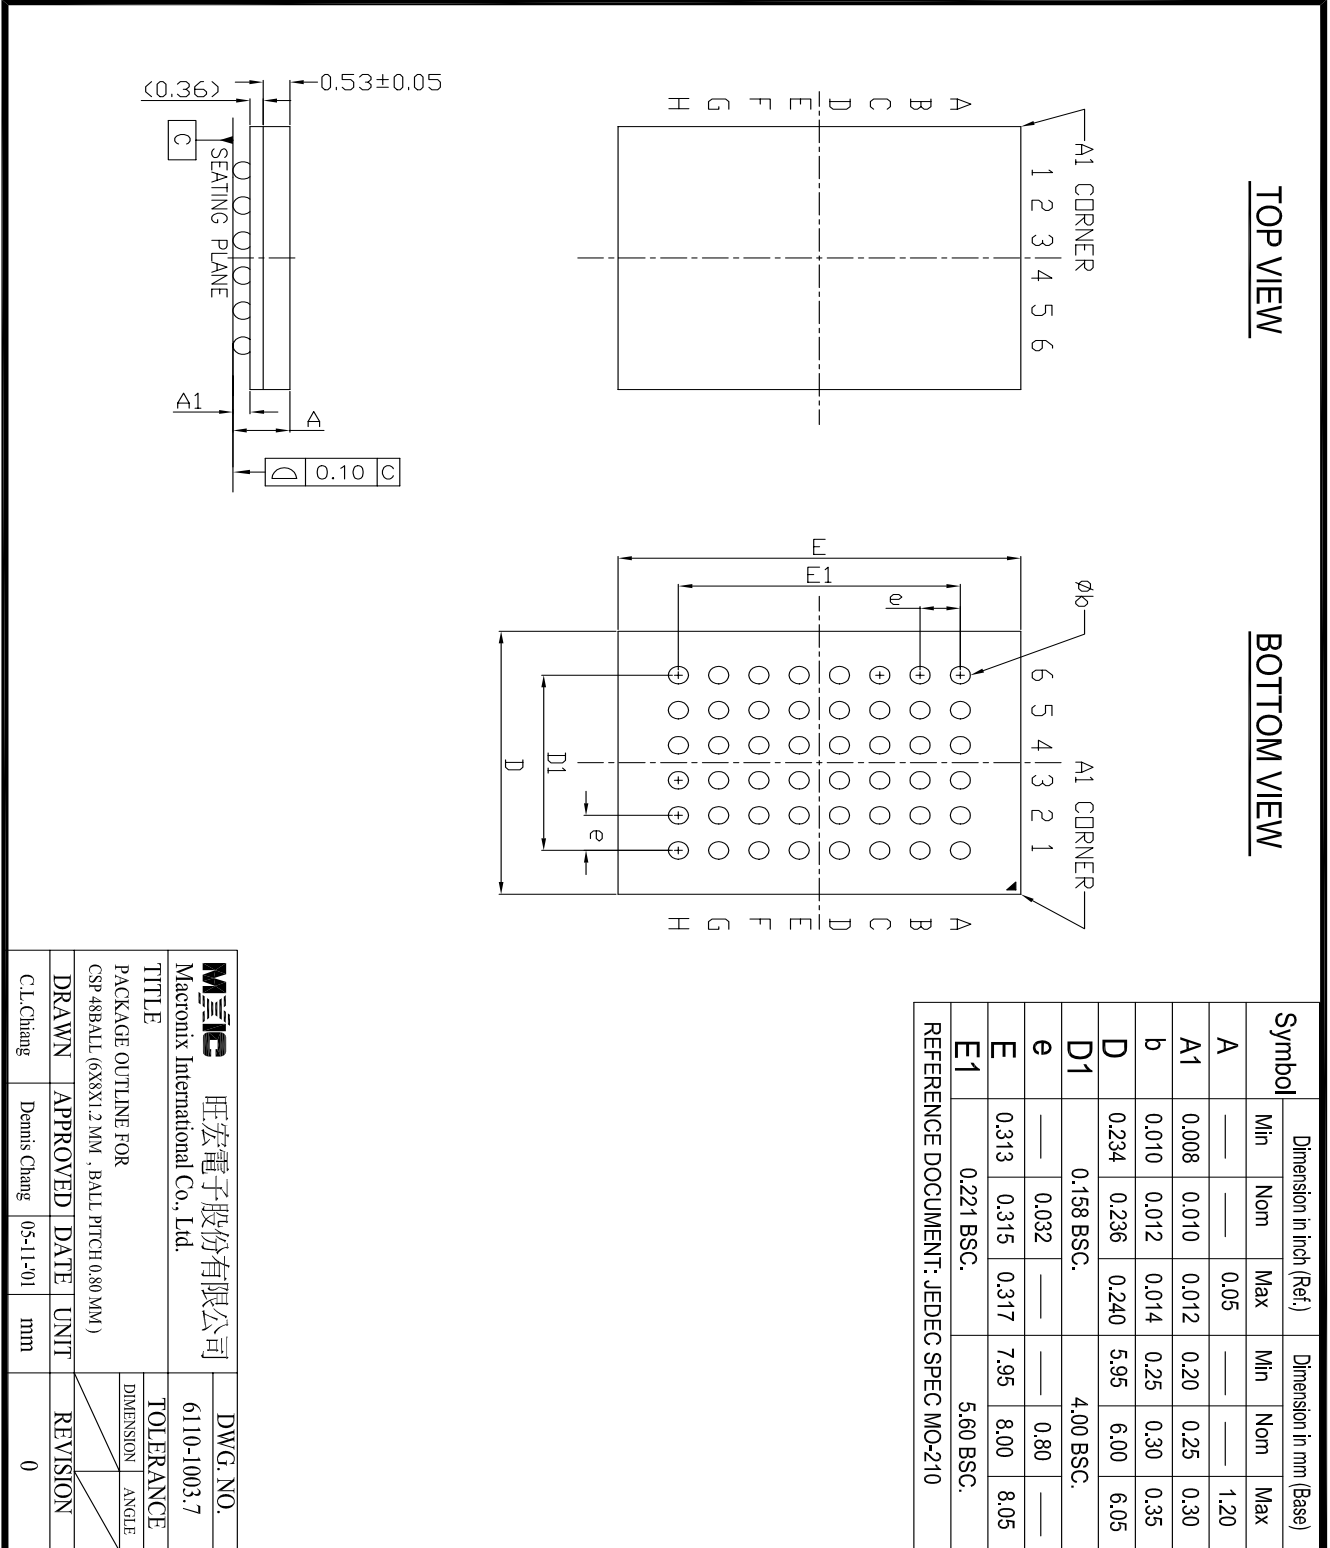 TOP VIEW
BOTTOM VIEW
A1 CORNER
1 2 3 4 5 6
A
B
C
D
E
F
G
H
Øb
A1 CORNER
6 5 4 3 2 1
A
B
C
D
E
F
G
H
E
E1
e
e
D1
D
0.53±0.05
(0.36)
C
SEATING PLANE
A1
A
0.10 C
Symbol Dimension in inch (Ref.) Dimension in mm (Base)
Min Nom Max Min Nom Max
A — — 0.05 — — 1.20
A1 0.008 0.010 0.012 0.20 0.25 0.30
b 0.010 0.012 0.014 0.25 0.30 0.35
D 0.234 0.236 0.240 5.95 6.00 6.05
D1 0.158 BSC. 4.00 BSC.
e — 0.032 — — 0.80 —
E 0.313 0.315 0.317 7.95 8.00 8.05
E1 0.221 BSC. 5.60 BSC.
REFERENCE DOCUMENT: JEDEC SPEC MO-210
MXIC 旺宏電子股份有限公司
Macronix International Co., Ltd.
DWG. NO.
6110-1003.7
TITLE
PACKAGE OUTLINE FOR
CSP 48BALL (6X8X1.2 MM , BALL PITCH 0.80 MM )
TOLERANCE
DIMENSION ANGLE
DRAWN APPROVED DATE UNIT REVISION
C.L.Chiang Dennis Chang 05-11-'01 mm 0